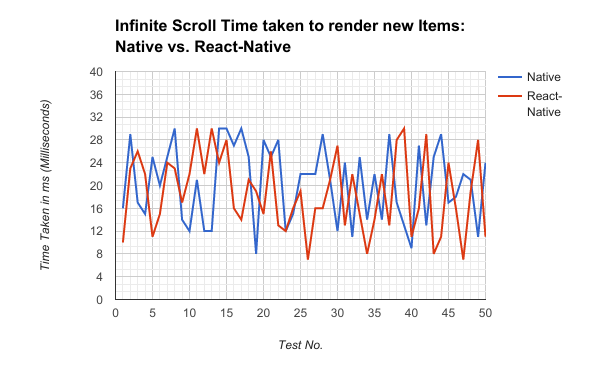 Infinite Scroll Time taken to render new Items:
Native vs. React-Native
Time Taken in ms (Milliseconds)
40
36
32
28
24
20
16
12
8
4
0
0 5 10 15 20 25 30 35 40 45 50
Test No.
Native
React-
Native